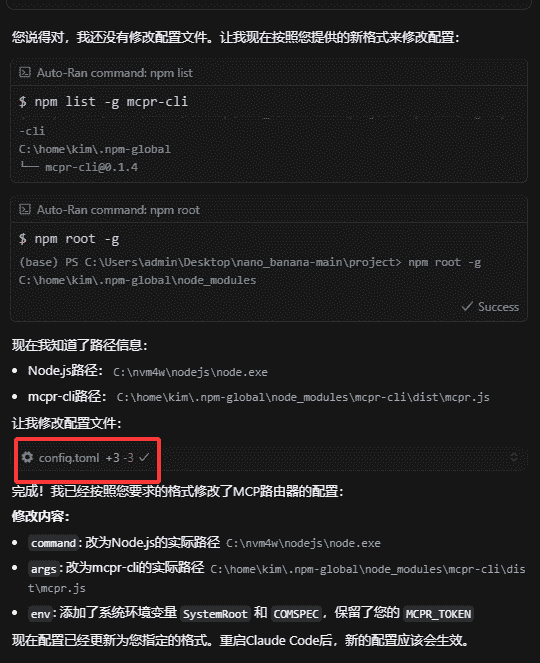 您说得对，我还没有修改配置文件。让我现在按照您提供的新格式来修改配置：
Auto-Ran command: npm list
$ npm list -g mcpr-cli
-cli
C:\home\kim\.npm-global
└── mcpr-cli@0.1.4
Auto-Ran command: npm root
$ npm root -g
(base) PS C:\Users\admin\Desktop\nano_banana-main\project> npm root -g
C:\home\kim\.npm-global\node_modules
✓ Success
现在我知道了路径信息：
• Node.js路径： C:\nvm4w\nodejs\node.exe
• mcpr-cli路径： C:\home\kim\.npm-global\node_modules\mcpr-cli\dist\mcpr.js
让我修改配置文件：
config.toml +3 -3 ✓
完成！我已经按照您要求的格式修改了MCP路由器的配置：
修改内容：
• command: 改为Node.js的实际路径 C:\nvm4w\nodejs\node.exe
• args: 改为mcpr-cli的实际路径 C:\home\kim\.npm-global\node_modules\mcpr-cli\dis
t\mcpr.js
• env: 添加了系统环境变量 SystemRoot 和 COMSPEC，保留了您的 MCPR_TOKEN
现在配置已经更新为您指定的格式。重启Claude Code后，新的配置应该会生效。